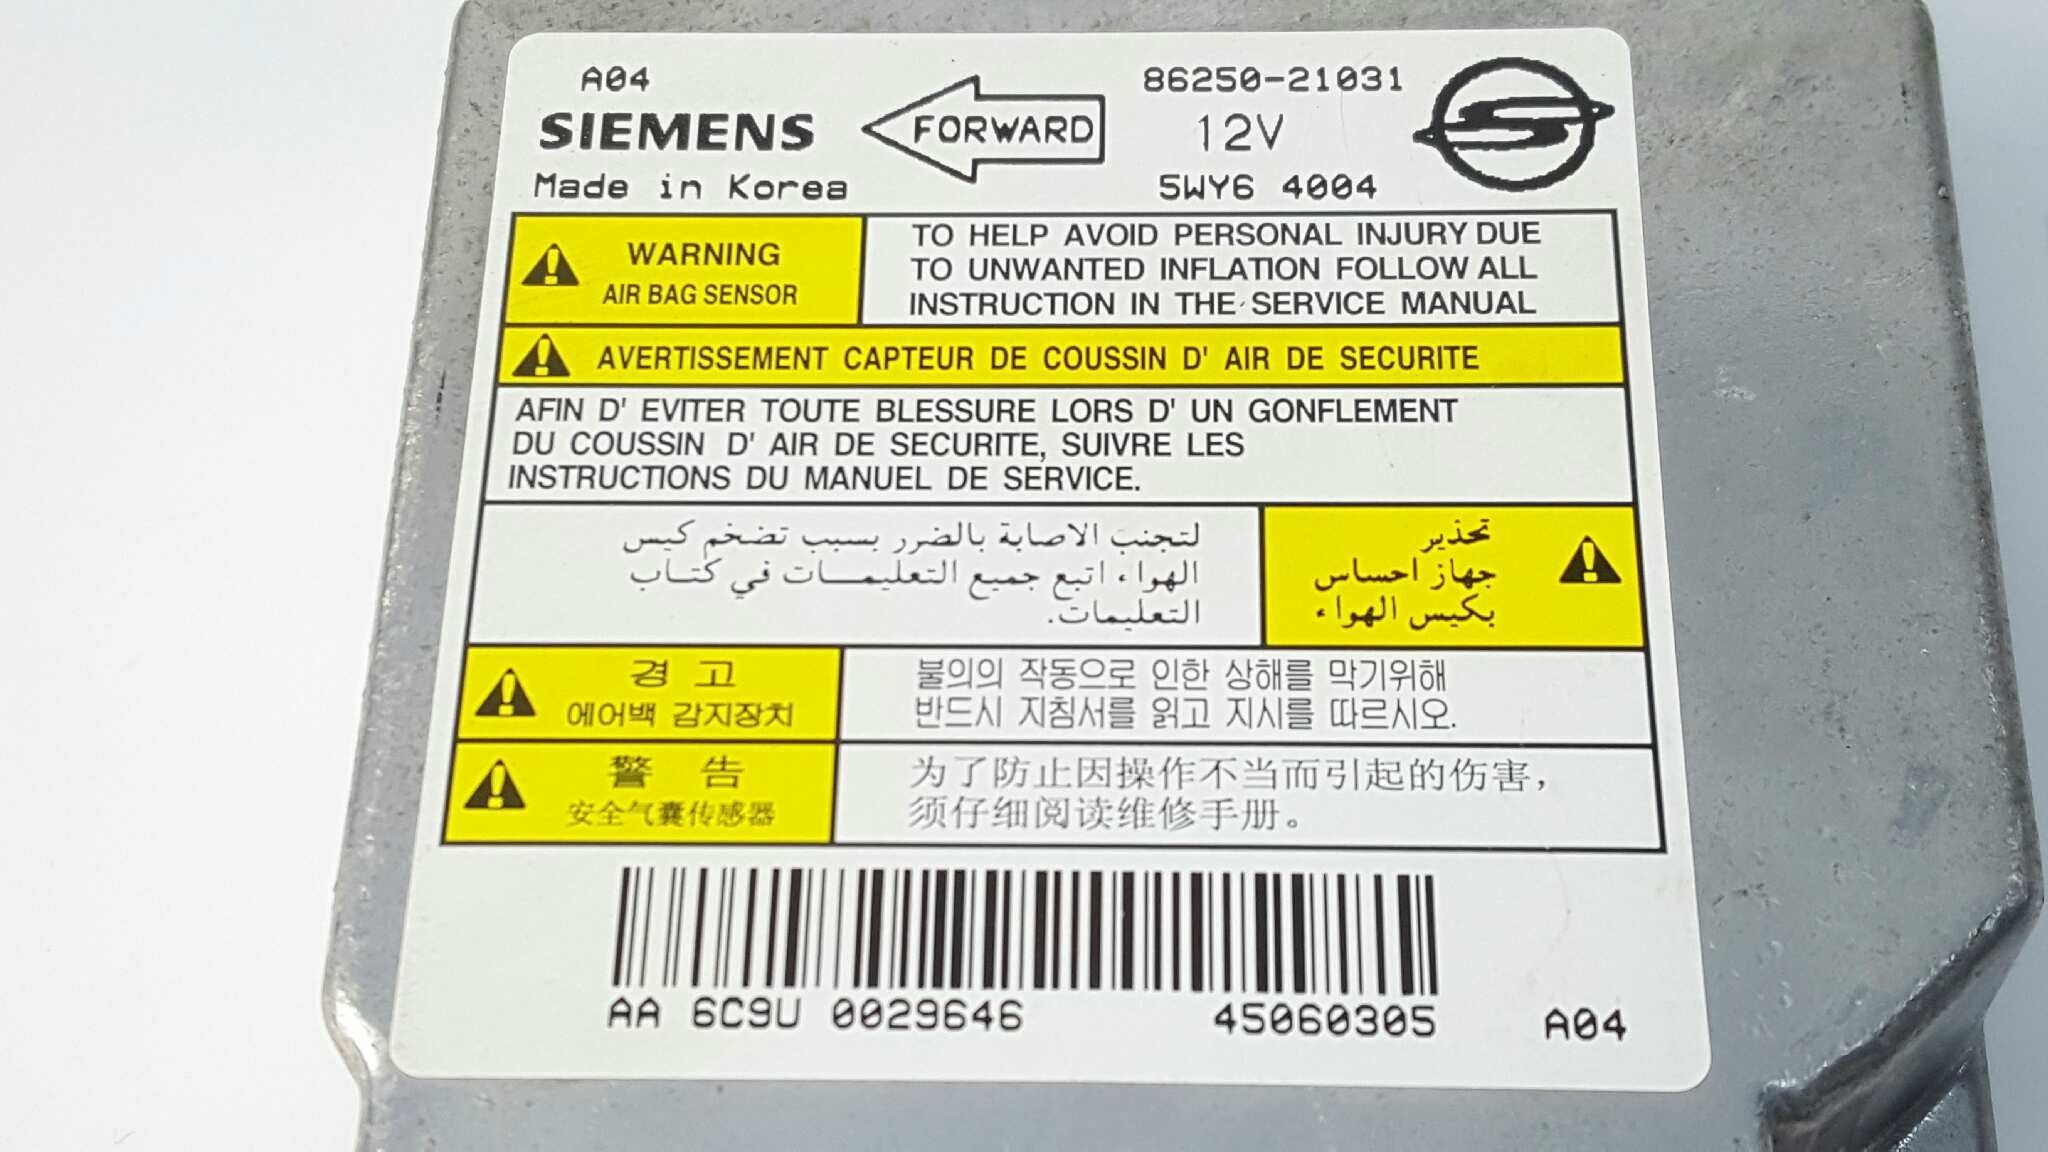 A04
SIEMENS
Made in Korea
FORWARD
86250-21031
12V
5WY6 4004
WARNING
AIR BAG SENSOR
TO HELP AVOID PERSONAL INJURY DUE
TO UNWANTED INFLATION FOLLOW ALL
INSTRUCTION IN THE SERVICE MANUAL
AVERTISSEMENT CAPTEUR DE COUSSIN D' AIR DE SECURITE
AFIN D' EVITER TOUTE BLESSURE LORS D' UN GONFLEMENT
DU COUSSIN D' AIR DE SECURITE, SUIVRE LES
INSTRUCTIONS DU MANUEL DE SERVICE.
تحذير
جهاز احساس
بكيس الهواء
لتجنب الاصابة بالضرر بسبب تضخم كيس
الهواء اتبع جميع التعليمــات في كتــاب
التعليمات.
경 고
에어백 감지장치
불의의 작동으로 인한 상해를 막기위해
반드시 지침서를 읽고 지시를 따르시오.
警 告
安全气囊传感器
为了防止因操作不当而引起的伤害，
须仔细阅读维修手册。
AA 6C9U 0029646 45060305 A04